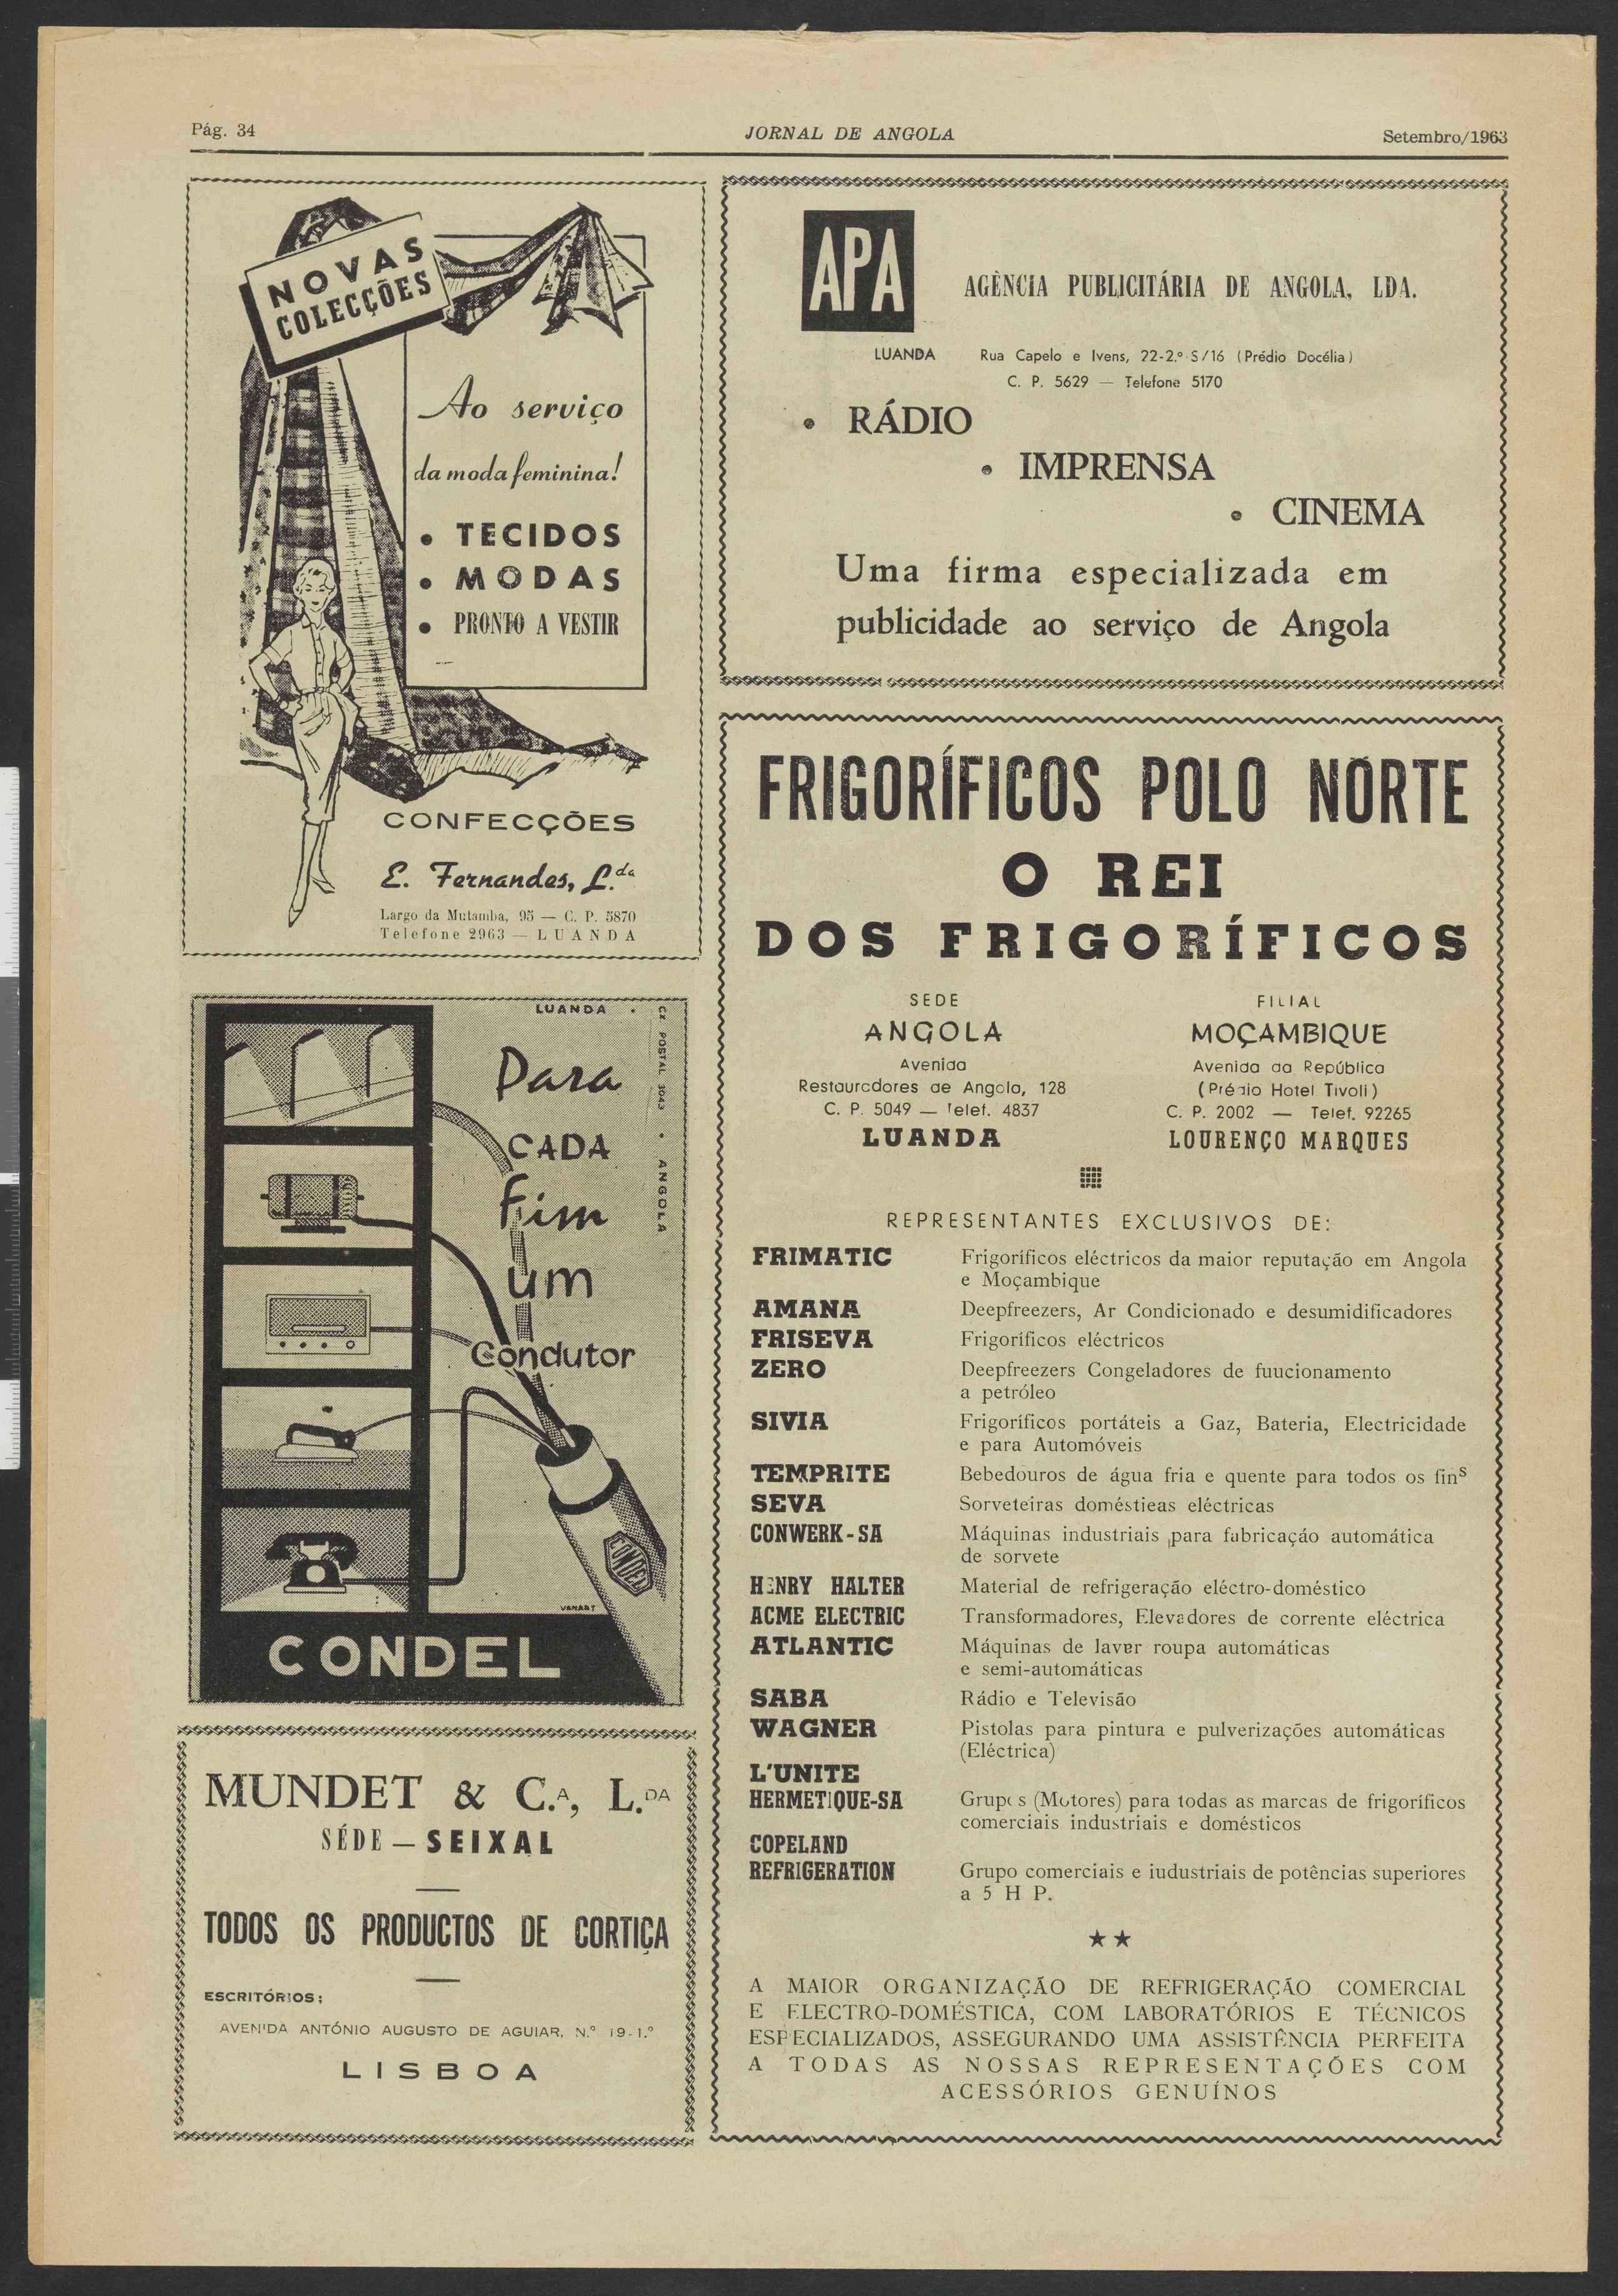 Pág. 34
JORNAL DE ANGOLA
Setembro/1963
NOVAS
COLECÇÕES
Ao serviço
da moda feminina!
• TECIDOS
• MODAS
• PRONTO A VESTIR
CONFECÇÕES
E. Fernandes, L.da
Largo da Mutamba, 95 — C. P. 5870
Telefone 2963 — LUANDA
LUANDA • CX POSTAL 3043 • ANGOLA
Para
CADA
fim
um
Condutor
CONDEL
VANART
CONDEL
MUNDET & C.A, L.DA
SÉDE — SEIXAL
TODOS OS PRODUCTOS DE CORTIÇA
ESCRITÓRIOS:
AVENIDA ANTÓNIO AUGUSTO DE AGUIAR, N.º 19-1.º
LISBOA
APA
AGÊNCIA PUBLICITÁRIA DE ANGOLA, LDA.
LUANDA Rua Capelo e Ivens, 22-2.º S/16 (Prédio Docélia)
C. P. 5629 — Telefone 5170
• RÁDIO
• IMPRENSA
• CINEMA
Uma firma especializada em
publicidade ao serviço de Angola
FRIGORÍFICOS POLO NORTE
O REI
DOS FRIGORÍFICOS
SEDE
ANGOLA
Avenida
Restauradores de Angola, 128
C. P. 5049 — Telef. 4837
LUANDA
FILIAL
MOÇAMBIQUE
Avenida da República
(Prédio Hotel Tivoli)
C. P. 2002 — Telef. 92265
LOURENÇO MARQUES
REPRESENTANTES EXCLUSIVOS DE:
FRIMATIC Frigoríficos eléctricos da maior reputação em Angola
e Moçambique
AMANA Deepfreezers, Ar Condicionado e desumidificadores
FRISEVA Frigoríficos eléctricos
ZERO Deepfreezers Congeladores de fuucionamento
a petróleo
SIVIA Frigoríficos portáteis a Gaz, Bateria, Electricidade
e para Automóveis
TEMPRITE Bebedouros de água fria e quente para todos os fins
SEVA Sorveteiras doméstieas eléctricas
CONWERK-SA Máquinas industriais para fabricaçáo automática
de sorvete
HENRY HALTER Material de refrigeração eléctro-doméstico
ACME ELECTRIC Transformadores, Elevadores de corrente eléctrica
ATLANTIC Máquinas de laver roupa automáticas
e semi-automáticas
SABA Rádio e Televisão
WAGNER Pistolas para pintura e pulverizações automáticas
(Eléctrica)
L'UNITE
HERMETIQUE-SA Grupos (Motores) para todas as marcas de frigoríficos
comerciais industriais e domésticos
COPELAND
REFRIGERATION Grupo comerciais e iudustriais de potências superiores
a 5 H P.
★★
A MAIOR ORGANIZAÇÃO DE REFRIGERAÇÃO COMERCIAL
E ELECTRO-DOMÉSTICA, COM LABORATÓRIOS E TÉCNICOS
ESPECIALIZADOS, ASSEGURANDO UMA ASSISTÊNCIA PERFEITA
A TODAS AS NOSSAS REPRESENTAÇÕES COM
ACESSÓRIOS GENUÍNOS